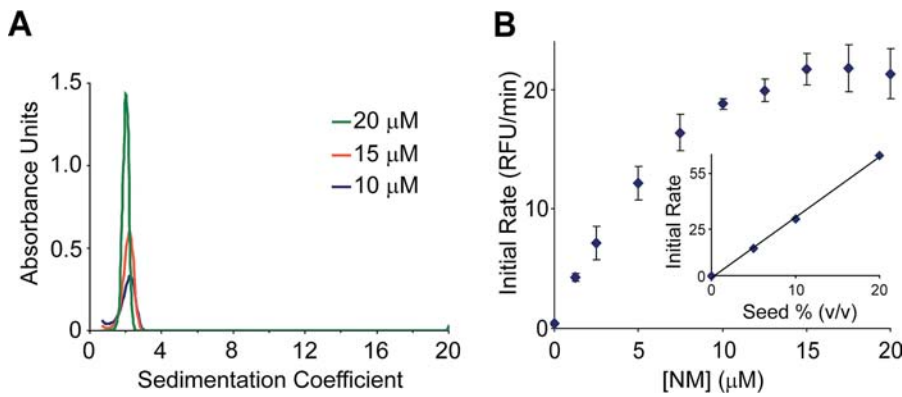 A
1.5
1.0
0.5
0
Absorbance Units
20 μM
15 μM
10 μM
0 4 8 12 16 20
Sedimentation Coefficient
B
20
10
0
Initial Rate (RFU/min)
55
25
0
Initial Rate
0 10 20
Seed % (v/v)
0 5 10 15 20
[NM] (μM)